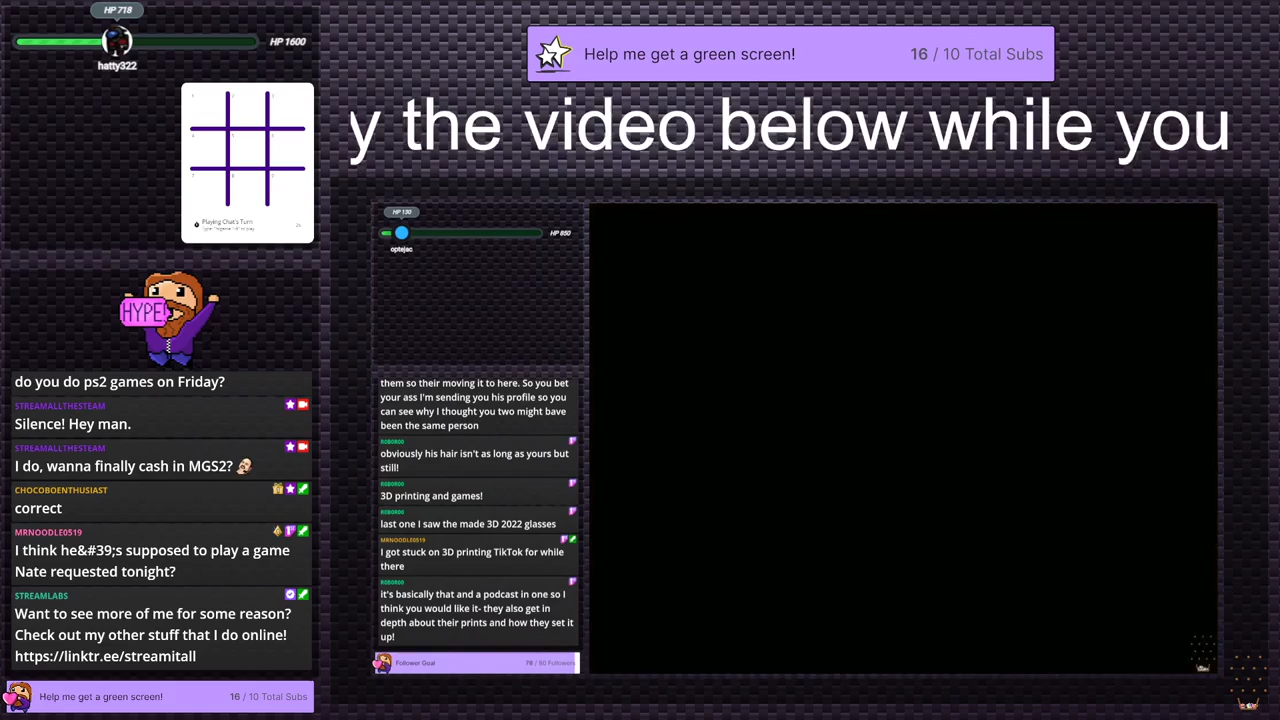 HP 718
HP 1600
hatty322
Help me get a green screen!
16 / 10 Total Subs
y the video below while you
Playing Chat's Turn
HYPE!
do you do ps2 games on Friday?
STREAMALLTHESTEAM
Silence! Hey man.
STREAMALLTHESTEAM
I do, wanna finally cash in MGS2?
CHOCOBOENTHUSIAST
correct
MRNOODLE0519
I think he&#39;s supposed to play a game
Nate requested tonight?
STREAMLABS
Want to see more of me for some reason?
Check out my other stuff that I do online!
https://linktr.ee/streamitall
Help me get a green screen!
16 / 10 Total Subs
HP 130
HP 850
optejac
them so their moving it to here. So you bet
your ass I'm sending you his profile so you
can see why I thought you two might bave
been the same person
obviously his hair isn't as long as yours but
still!
3D printing and games!
last one I saw the made 3D 2022 glasses
MRNOODLE0519
I got stuck on 3D printing TikTok for while
there
it's basically that and a podcast in one so I
think you would like it- they also get in
depth about their prints and how they set it
up!
Follower Goal